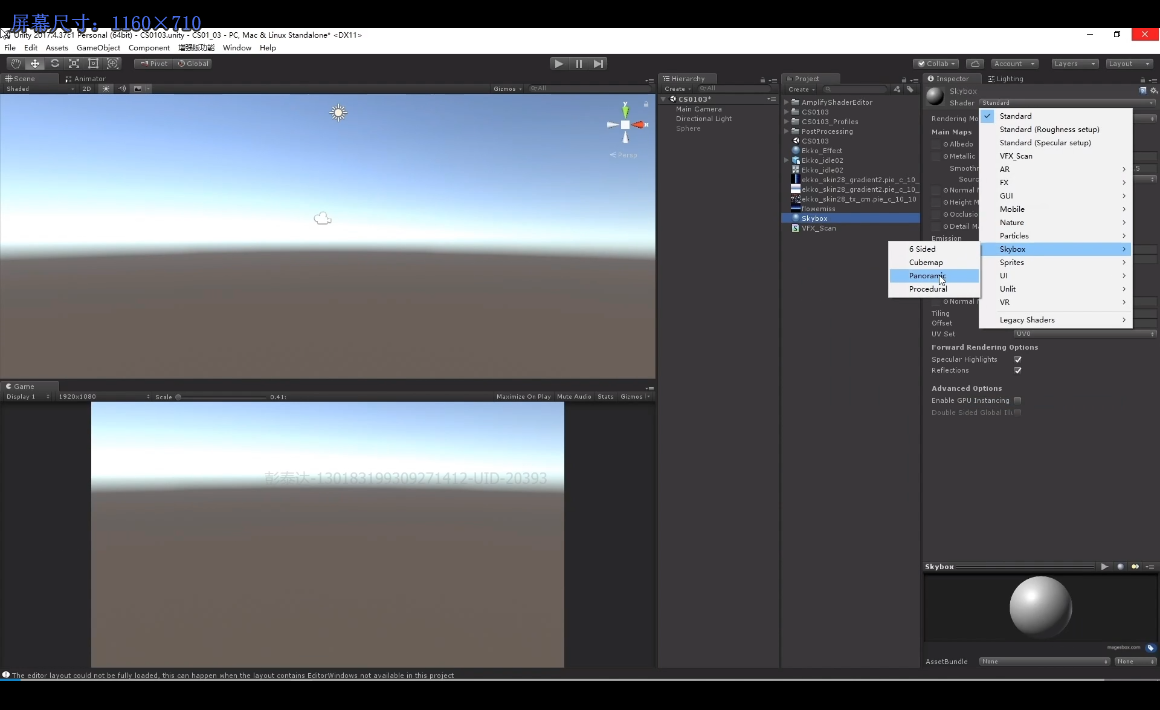 屏幕尺寸：1160×710
Unity 2017.4.37c1 Personal (64bit) - CS0103.unity - CS01_03 - PC, Mac & Linux Standalone* <DX11>
File Edit Assets GameObject Component 增强版功能 Window Help
Pivot Global
Collab Account Layers Layout
Scene Animator
Shaded 2D Gizmos All
Persp
Game
Display 1 1920x1080 Scale 0.41 Maximize On Play Mute Audio Stats Gizmos
彭寿达-130183199309271412-UID-20393
Hierarchy
Create All
CS0103*
Main Camera
Directional Light
Sphere
Project
Create
AmplifyShaderEditor
CS0103
CS0103_Profiles
PostProcessing
CS0103
Ekko_Effect
Ekko_idle02
Ekko_idle02
ekko_skin28_gradient2.pie_c_10_
ekko_skin28_gradient2.pie_c_10_
ekko_skin28_tx_cm.pie_c_10_10
flowemiss
Skybox
VFX_Scan
6 Sided
Cubemap
Panoramic
Procedural
Inspector Lighting
Skybox
Shader Standard
Rendering Mo
Main Maps
Albedo
Metallic
Smoothn
Sourc
Normal M
Height M
Occlusio
Detail Ma
Emission
Standard
Standard (Roughness setup)
Standard (Specular setup)
VFX_Scan
AR
FX
GUI
Mobile
Nature
Particles
Skybox
Sprites
UI
Unlit
VR
Legacy Shaders
Normal M
Tiling
Offset
UV Set UV0
Forward Rendering Options
Specular Highlights
Reflections
Advanced Options
Enable GPU Instancing
Double Sided Global Ill
Skybox
AssetBundle None None
The editor layout could not be fully loaded, this can happen when the layout contains EditorWindows not available in this project